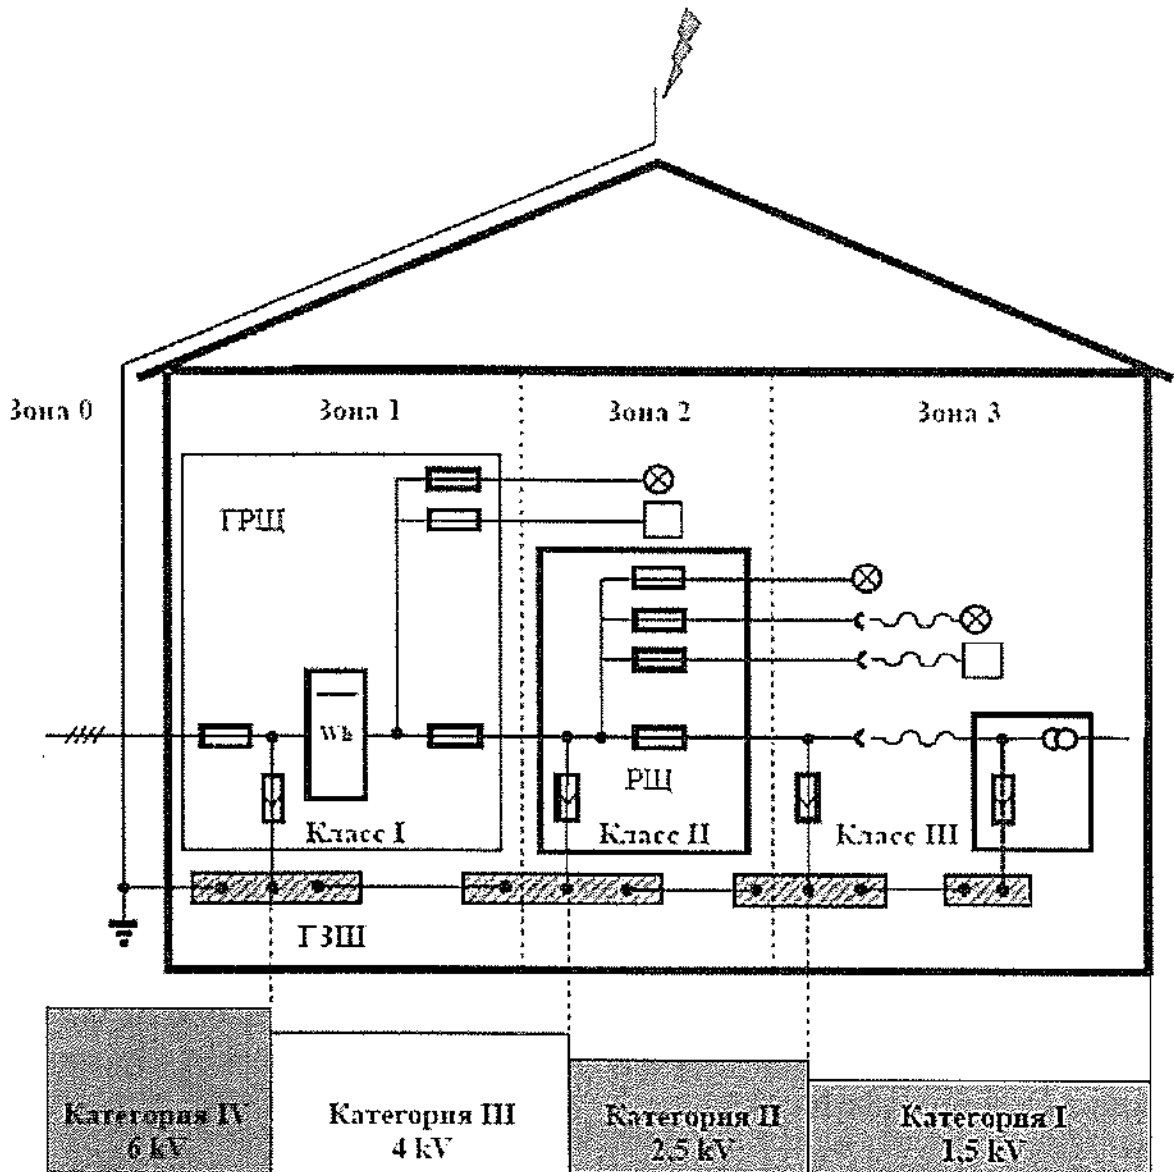 Зона 0
Зона 1
Зона 2
Зона 3
ГРЩ
Wh
РЩ
Класс I
Класс II
Класс III
ГЗШ
Категория IV
6 kV
Категория III
4 kV
Категория II
2,5 kV
Категория I
1,5 kV